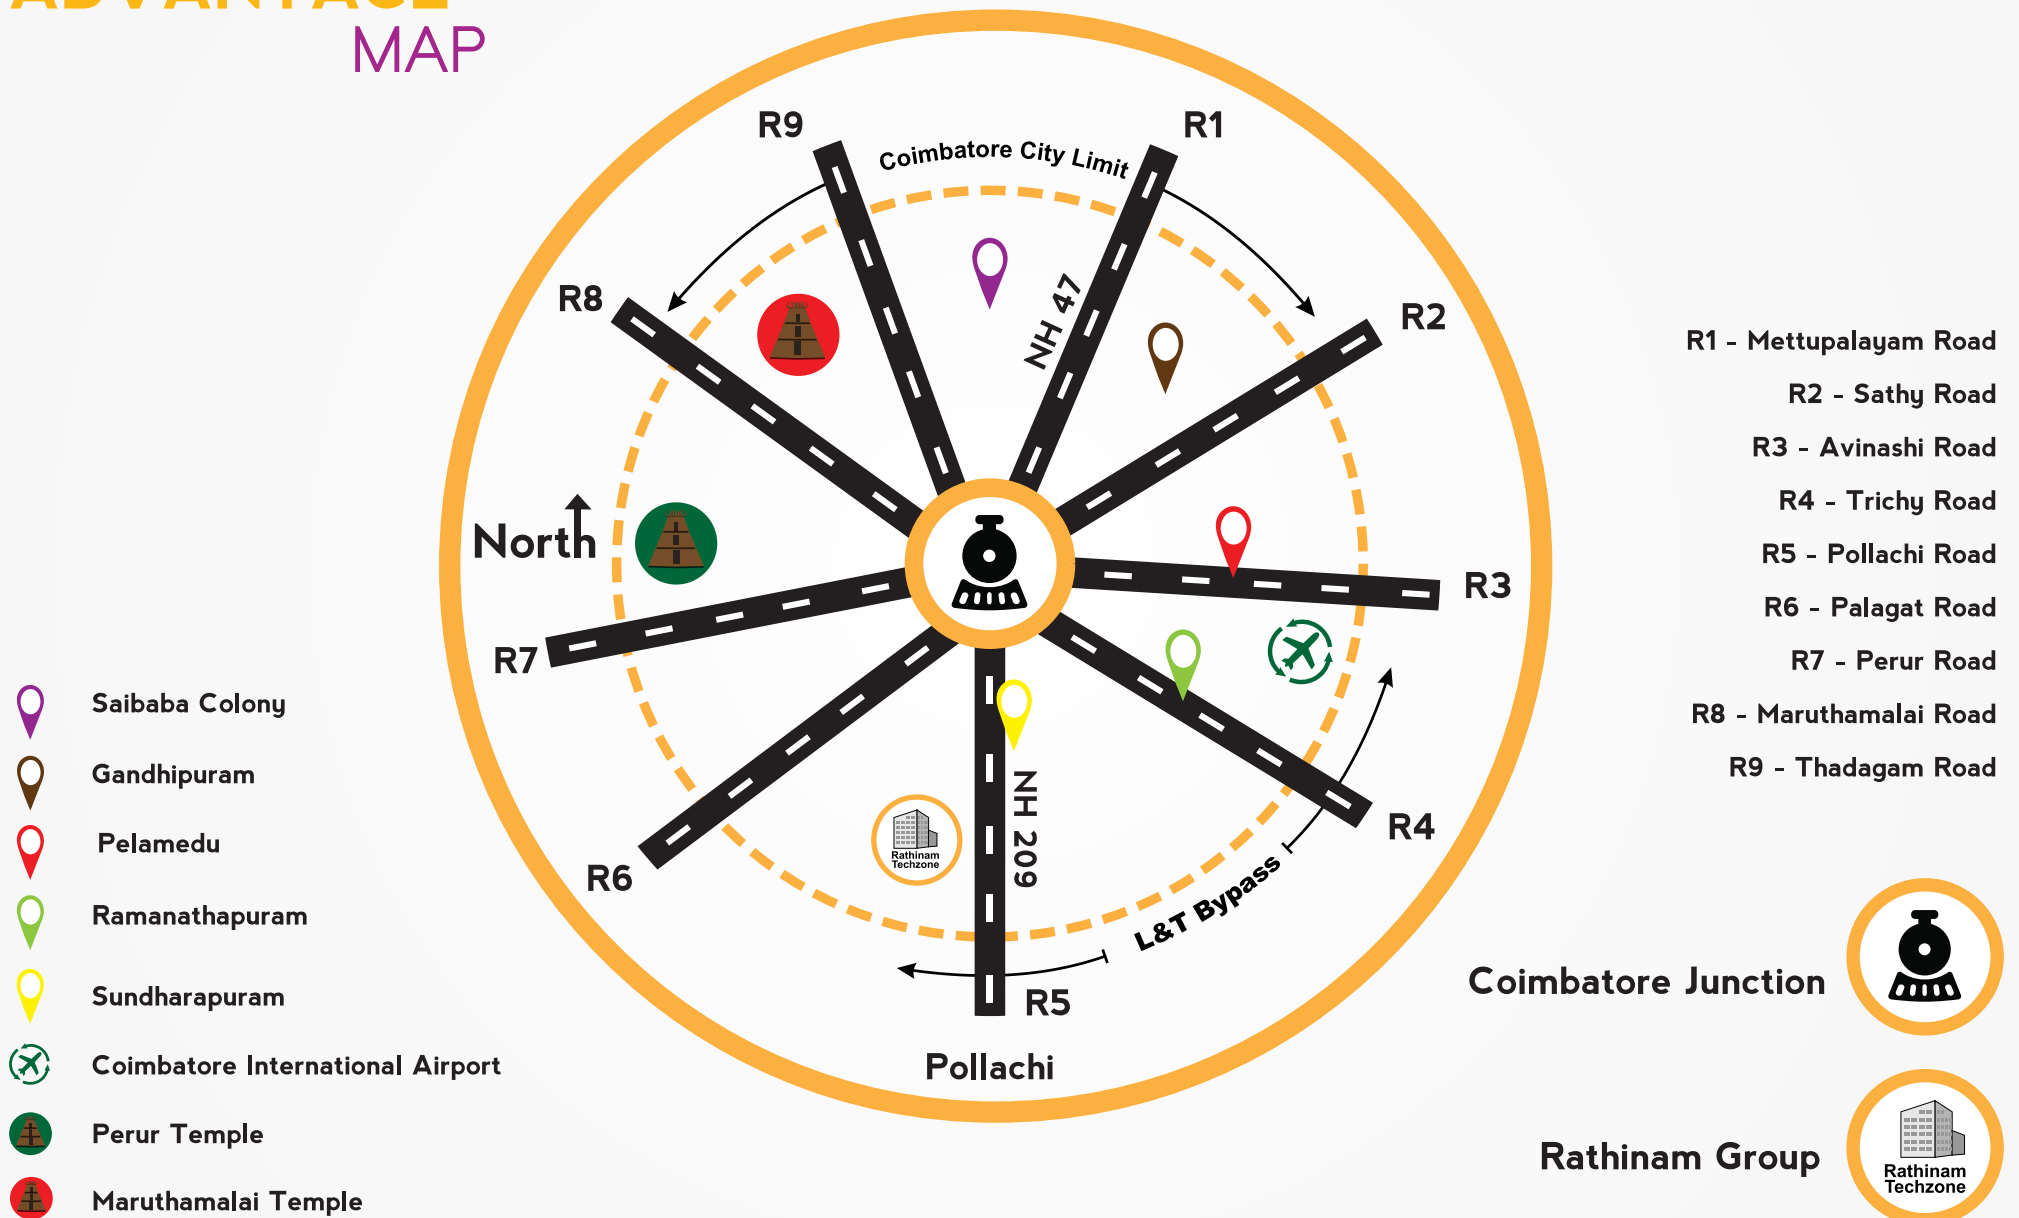 ADVANTAGE
MAP
R9
R1
Coimbatore City Limit
R8
R2
NH 47
North
R3
R7
R4
R6
NH 209
Rathinam
Techzone
L&T Bypass
R5
Pollachi
R1 - Mettupalayam Road
R2 - Sathy Road
R3 - Avinashi Road
R4 - Trichy Road
R5 - Pollachi Road
R6 - Palagat Road
R7 - Perur Road
R8 - Maruthamalai Road
R9 - Thadagam Road
Saibaba Colony
Gandhipuram
Pelamedu
Ramanathapuram
Sundharapuram
Coimbatore International Airport
Perur Temple
Maruthamalai Temple
Coimbatore Junction
Rathinam Group
Rathinam
Techzone